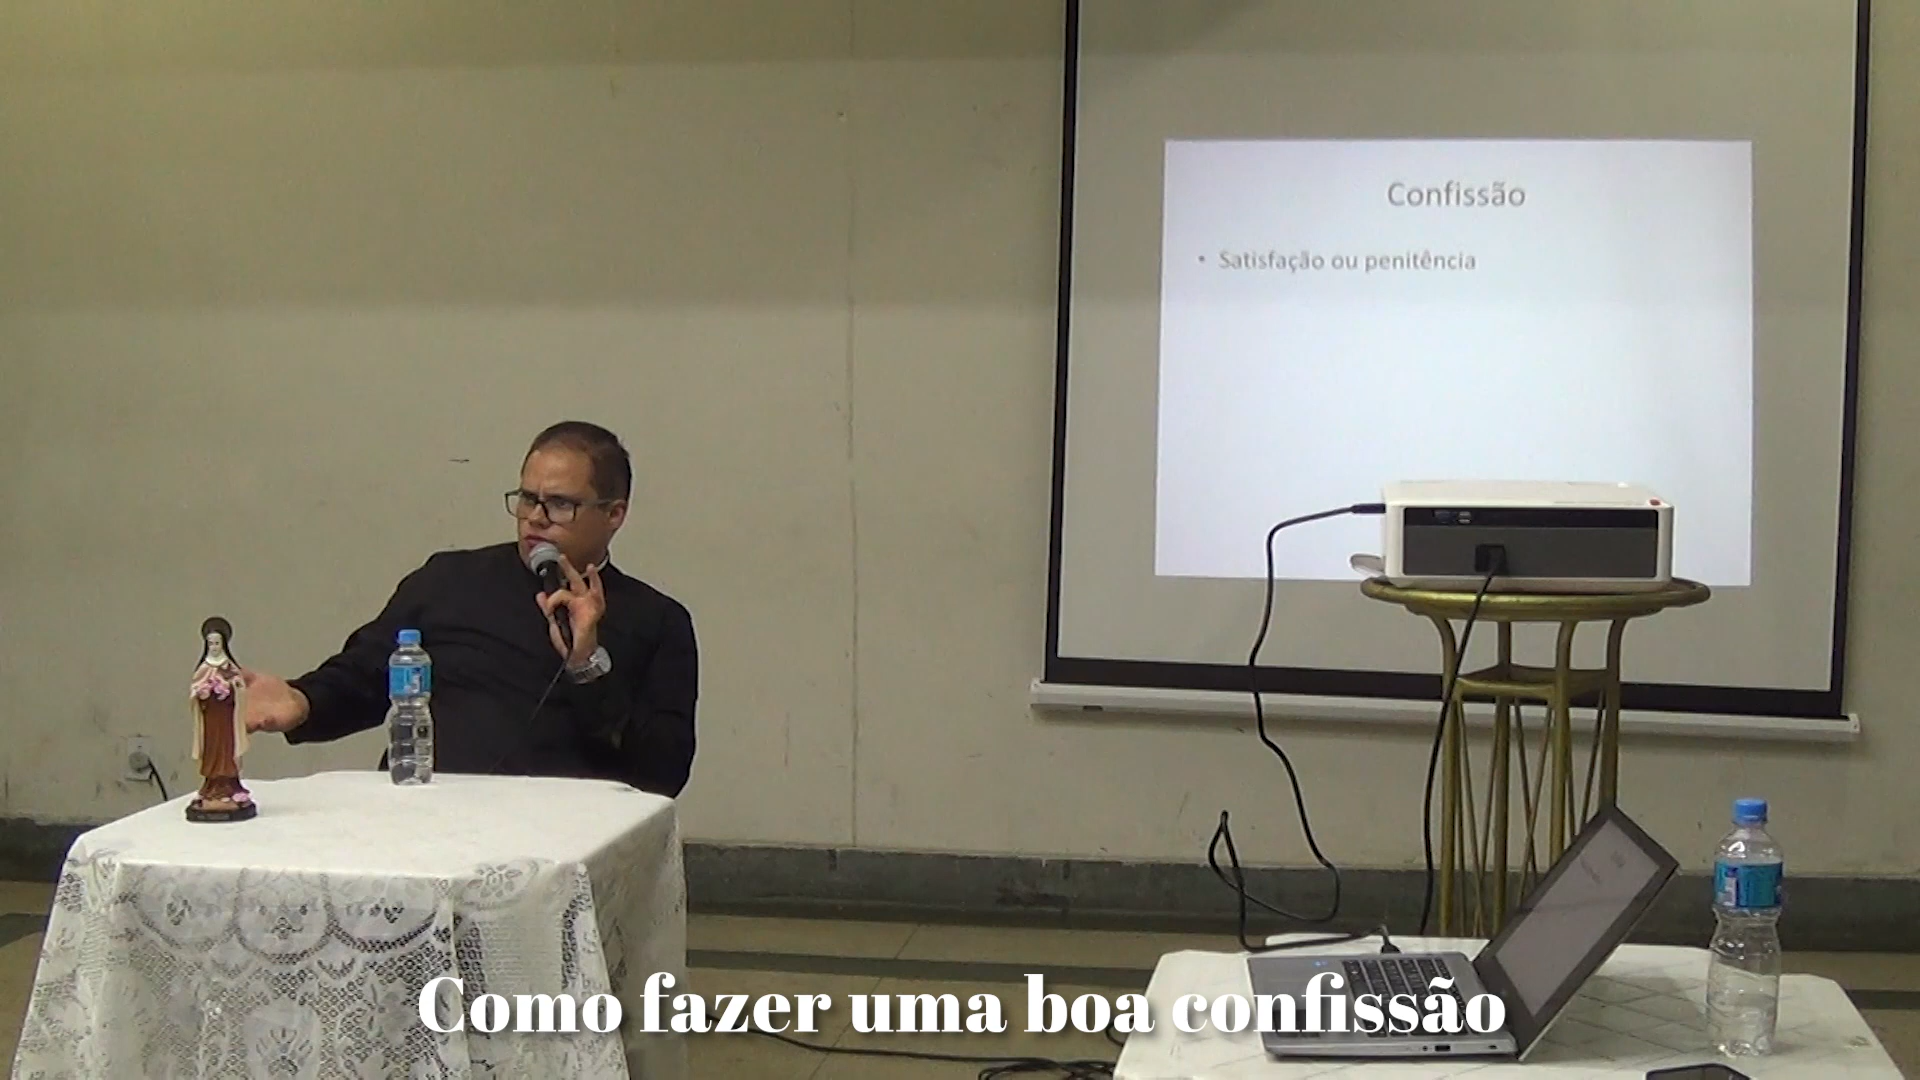 Confissão
• Satisfação ou penitência
Como fazer uma boa confissão